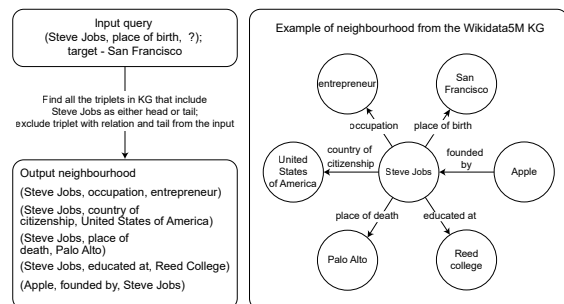 Input query
(Steve Jobs, place of birth, ?);
target - San Francisco
Find all the triplets in KG that include
Steve Jobs as either head or tail;
exclude triplet with relation and tail from the input
Output neighbourhood
(Steve Jobs, occupation, entrepreneur)
(Steve Jobs, country of
citizenship, United States of America)
(Steve Jobs, place of
death, Palo Alto)
(Steve Jobs, educated at, Reed College)
(Apple, founded by, Steve Jobs)
Example of neighbourhood from the Wikidata5M KG
entrepreneur
San
Francisco
occupation
place of birth
United
States
of America
country of
citizenship
Steve Jobs
founded
by
Apple
place of death
educated at
Palo Alto
Reed
college